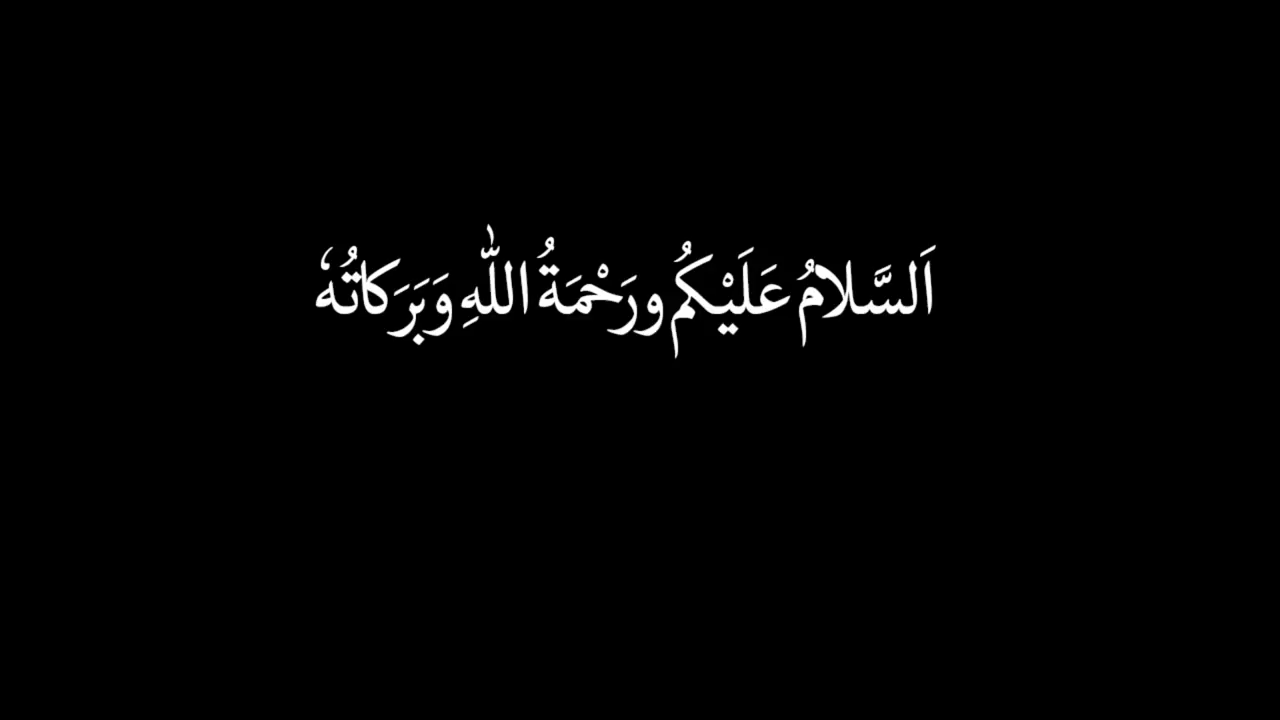 اَلسَّلامُ عَلَيْكُم ورَحْمَةُ اللّٰهِ وَبَرَكاتُهٗ